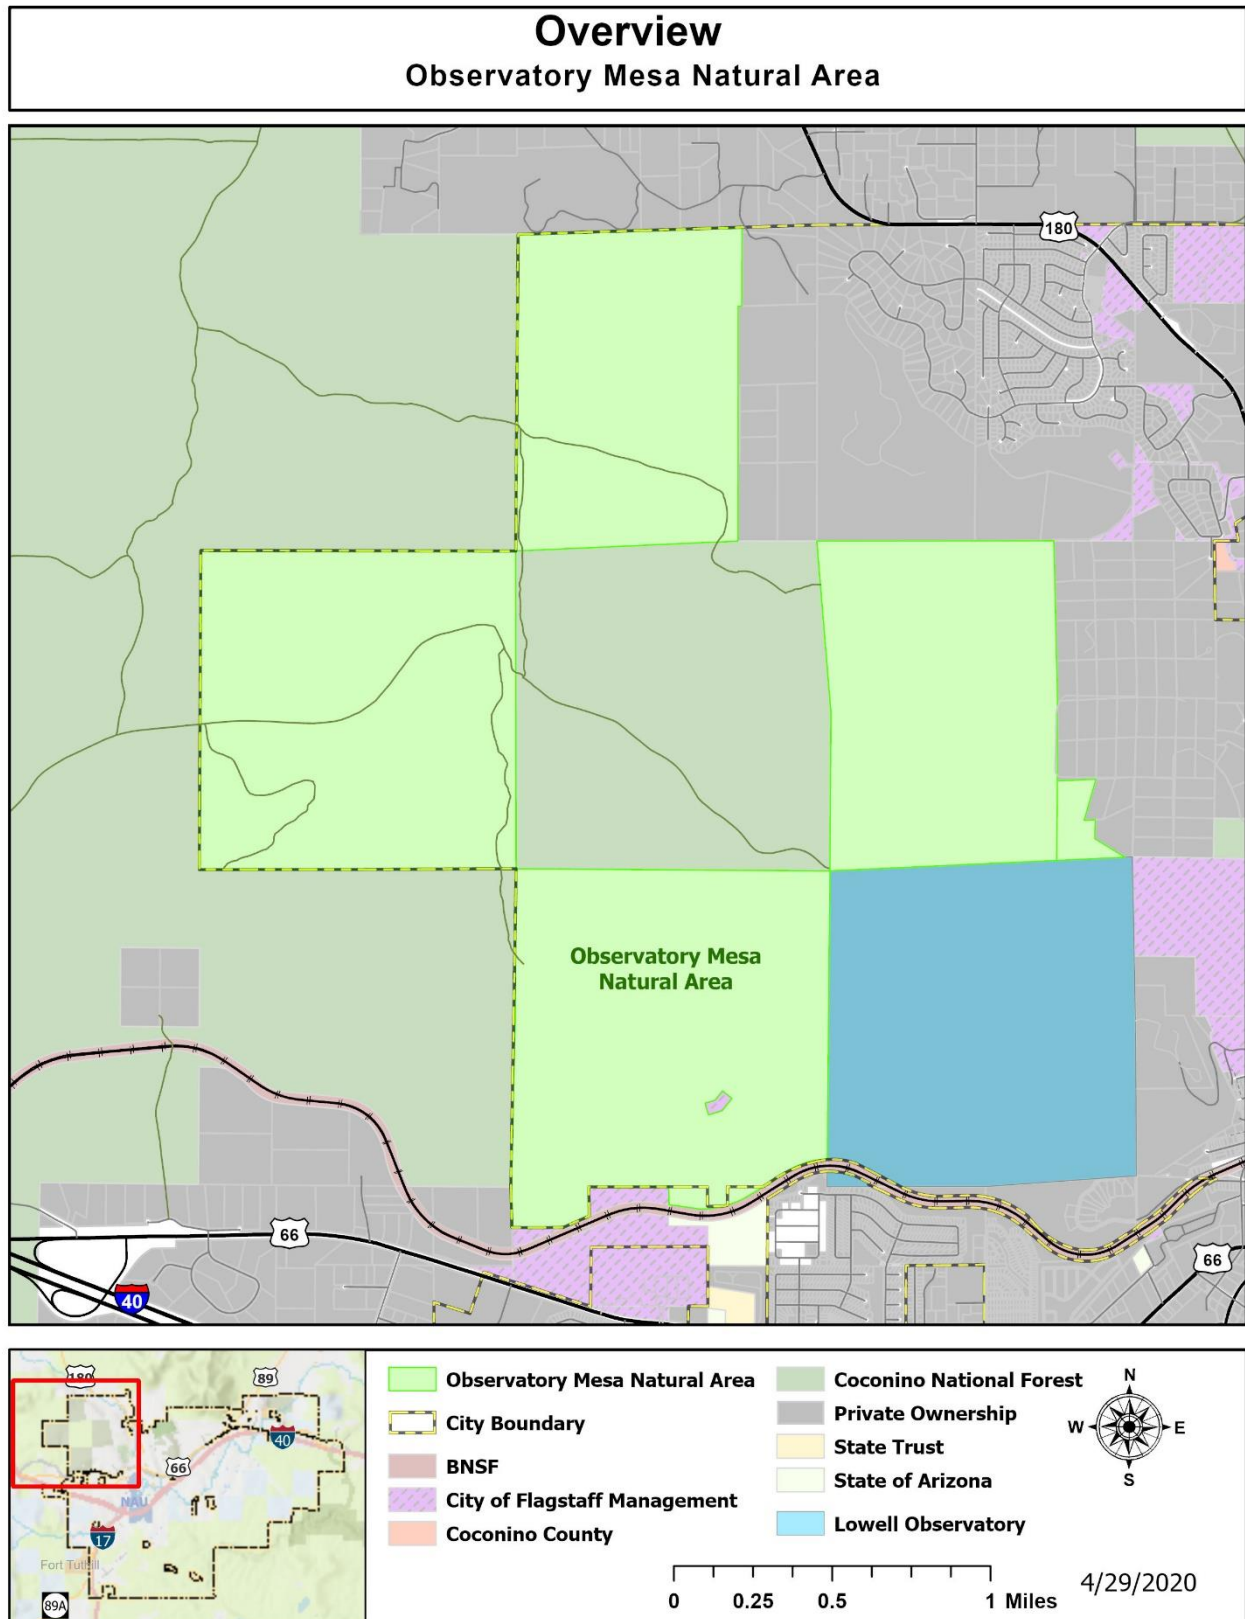 Overview
Observatory Mesa Natural Area
180
Observatory Mesa
Natural Area
66
66
40
180
89
40
66
NAU
17
Fort Tuthill
89A
Observatory Mesa Natural Area
City Boundary
BNSF
City of Flagstaff Management
Coconino County
Coconino National Forest
Private Ownership
State Trust
State of Arizona
Lowell Observatory
N
W E
S
0 0.25 0.5 1 Miles
4/29/2020